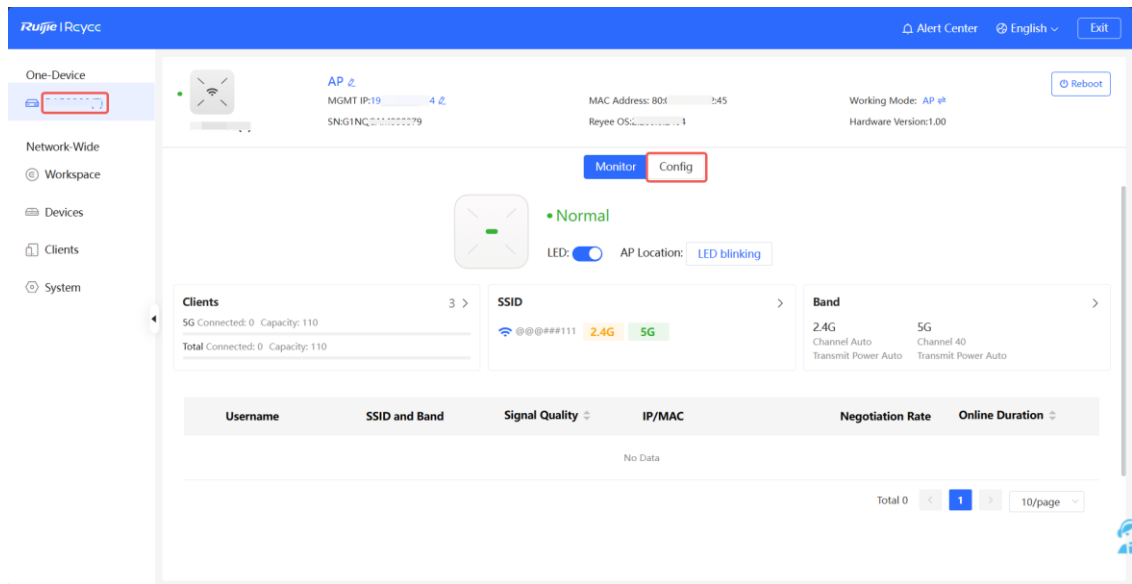 Ruijie | Rcycc
Alert Center English Exit
One-Device
AP
Reboot
MGMT IP:19 4
MAC Address: 80: :45
Working Mode: AP
SN:G1NQ 79
Reyee OS:
Hardware Version:1.00
Network-Wide
Workspace
Devices
Clients
System
Monitor Config
Normal
LED: AP Location: LED blinking
Clients 3 >
5G Connected: 0 Capacity: 110
Total Connected: 0 Capacity: 110
SSID >
@@@###111 2.4G 5G
Band >
2.4G 5G
Channel Auto Channel 40
Transmit Power Auto Transmit Power Auto
Username SSID and Band Signal Quality IP/MAC Negotiation Rate Online Duration
No Data
Total 0 < 1 > 10/page